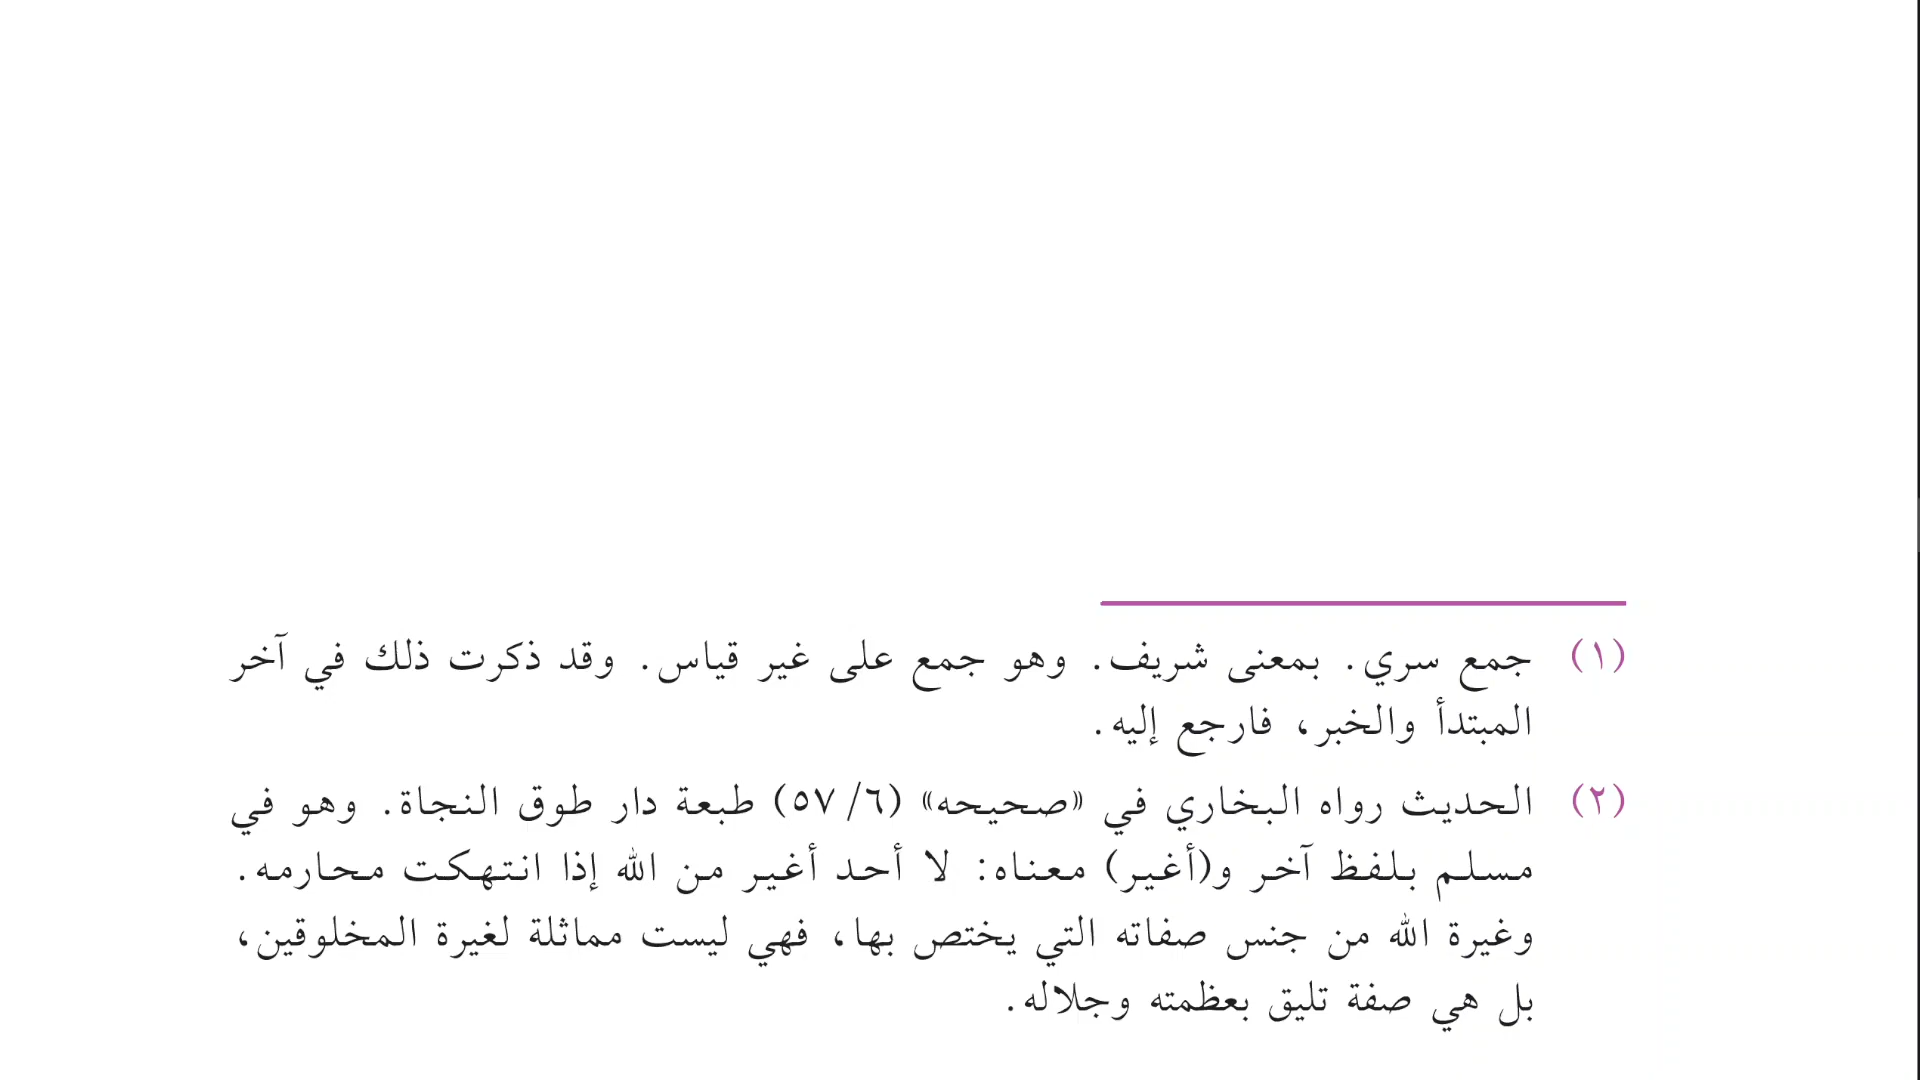 (١) جمع سري. بمعنى شريف. وهو جمع على غير قياس. وقد ذكرت ذلك في آخر
المبتدأ والخبر، فارجع إليه.
(٢) الحديث رواه البخاري في «صحيحه» (٦/ ٥٧) طبعة دار طوق النجاة. وهو في
مسلم بلفظ آخر و(أغير) معناه: لا أحد أغير من الله إذا انتهكت محارمه.
وغيرة الله من جنس صفاته التي يختص بها، فهي ليست مماثلة لغيرة المخلوقين،
بل هي صفة تليق بعظمته وجلاله.